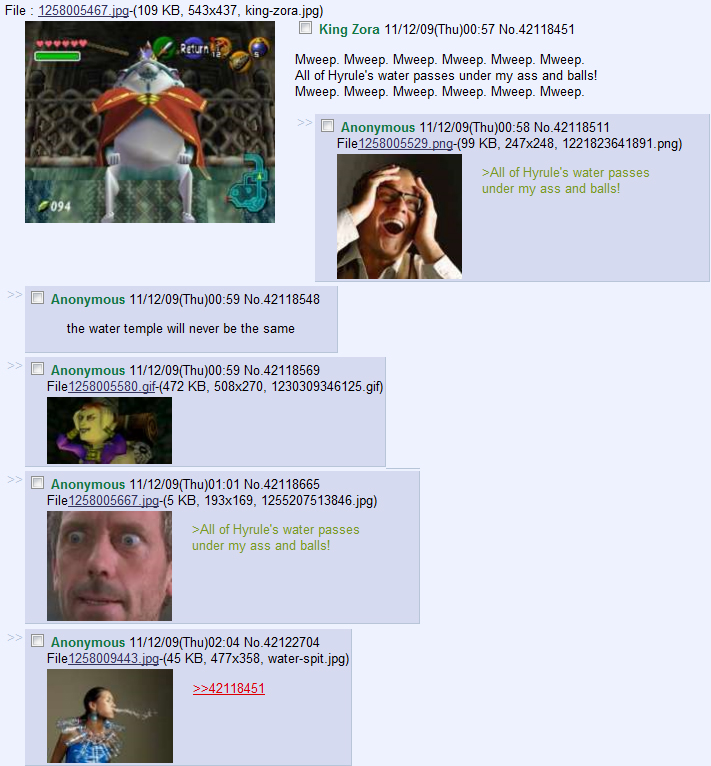 File : 1258005467.jpg-(109 KB, 543x437, king-zora.jpg)
Return
12
5
094
King Zora 11/12/09(Thu)00:57 No.42118451
Mweep. Mweep. Mweep. Mweep. Mweep. Mweep.
All of Hyrule's water passes under my ass and balls!
Mweep. Mweep. Mweep. Mweep. Mweep. Mweep.
>> Anonymous 11/12/09(Thu)00:58 No.42118511
File1258005529.png-(99 KB, 247x248, 1221823641891.png)
>All of Hyrule's water passes
under my ass and balls!
>> Anonymous 11/12/09(Thu)00:59 No.42118548
the water temple will never be the same
>> Anonymous 11/12/09(Thu)00:59 No.42118569
File1258005580.gif-(472 KB, 508x270, 1230309346125.gif)
>> Anonymous 11/12/09(Thu)01:01 No.42118665
File1258005667.jpg-(5 KB, 193x169, 1255207513846.jpg)
>All of Hyrule's water passes
under my ass and balls!
>> Anonymous 11/12/09(Thu)02:04 No.42122704
File1258009443.jpg-(45 KB, 477x358, water-spit.jpg)
>>42118451